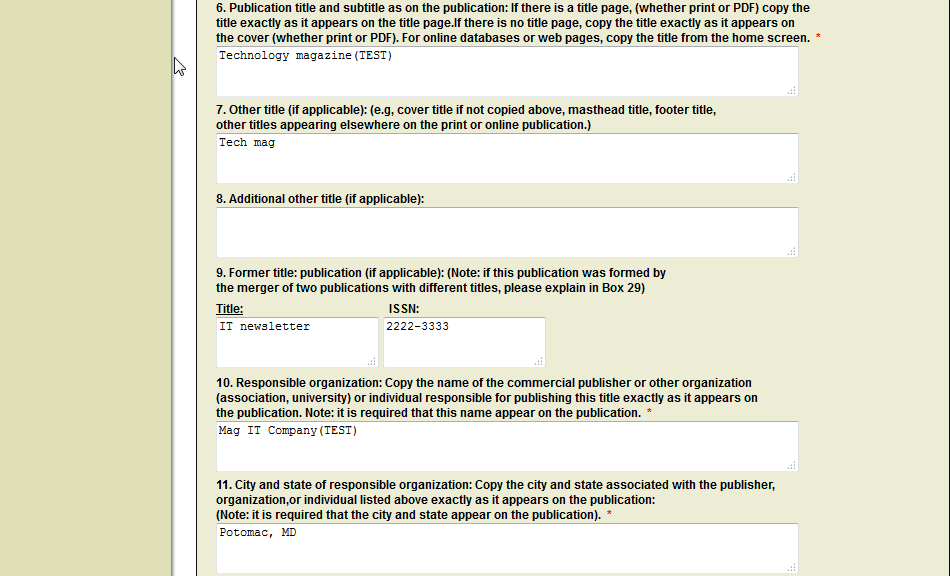 6. Publication title and subtitle as on the publication: If there is a title page, (whether print or PDF) copy the
title exactly as it appears on the title page.If there is no title page, copy the title exactly as it appears on
the cover (whether print or PDF). For online databases or web pages, copy the title from the home screen. *
Technology magazine(TEST)
7. Other title (if applicable): (e.g, cover title if not copied above, masthead title, footer title,
other titles appearing elsewhere on the print or online publication.)
Tech mag
8. Additional other title (if applicable):
9. Former title: publication (if applicable): (Note: if this publication was formed by
the merger of two publications with different titles, please explain in Box 29)
Title: ISSN:
IT newsletter 2222-3333
10. Responsible organization: Copy the name of the commercial publisher or other organization
(association, university) or individual responsible for publishing this title exactly as it appears on
the publication. Note: it is required that this name appear on the publication. *
Mag IT Company(TEST)
11. City and state of responsible organization: Copy the city and state associated with the publisher,
organization,or individual listed above exactly as it appears on the publication:
(Note: it is required that the city and state appear on the publication). *
Potomac, MD